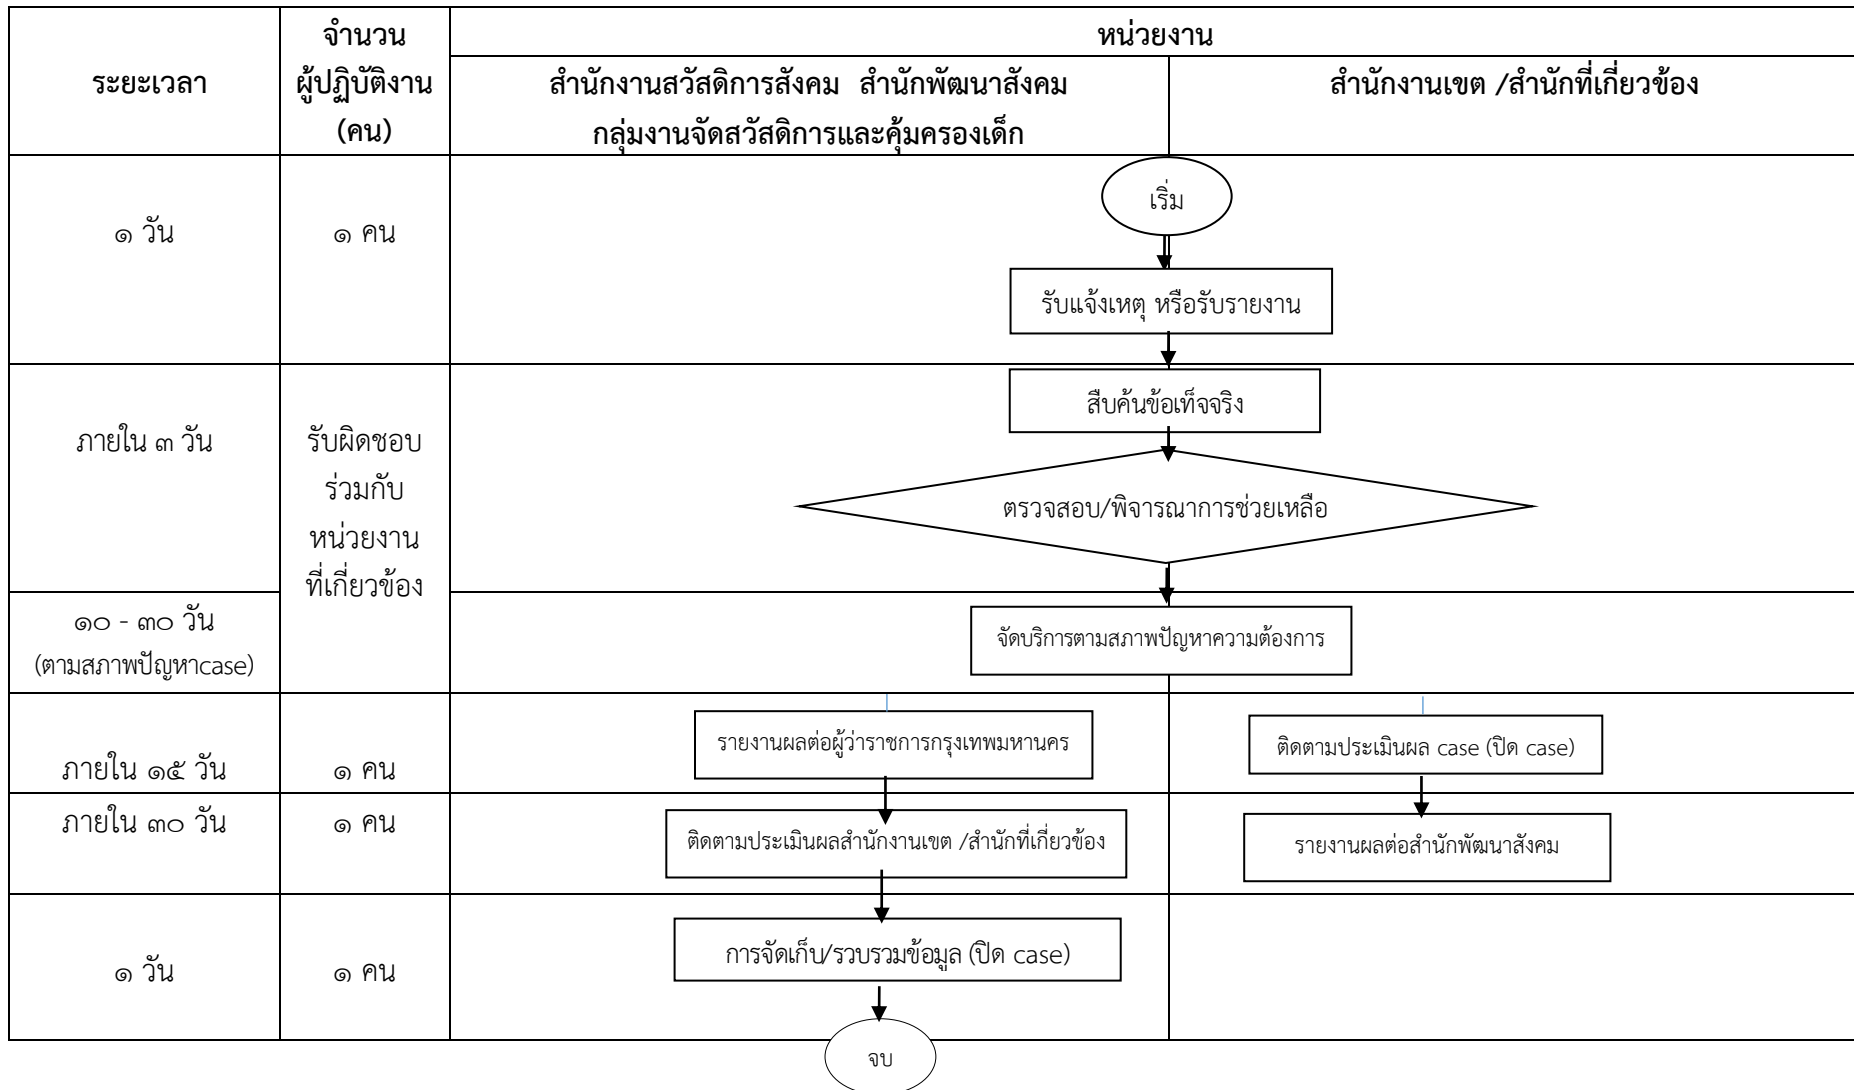 ระยะเวลา
จำนวน
ผู้ปฏิบัติงาน
(คน)
หน่วยงาน
สำนักงานสวัสดิการสังคม สำนักพัฒนาสังคม
กลุ่มงานจัดสวัสดิการและคุ้มครองเด็ก
สำนักงานเขต /สำนักที่เกี่ยวข้อง
๑ วัน
๑ คน
เริ่ม
รับแจ้งเหตุ หรือรับรายงาน
ภายใน ๓ วัน
รับผิดชอบ
ร่วมกับ
หน่วยงาน
ที่เกี่ยวข้อง
สืบค้นข้อเท็จจริง
ตรวจสอบ/พิจารณาการช่วยเหลือ
๑๐ - ๓๐ วัน
(ตามสภาพปัญหาcase)
จัดบริการตามสภาพปัญหาความต้องการ
ภายใน ๑๕ วัน
๑ คน
รายงานผลต่อผู้ว่าราชการกรุงเทพมหานคร
ติดตามประเมินผล case (ปิด case)
ภายใน ๓๐ วัน
๑ คน
ติดตามประเมินผลสำนักงานเขต /สำนักที่เกี่ยวข้อง
รายงานผลต่อสำนักพัฒนาสังคม
๑ วัน
๑ คน
การจัดเก็บ/รวบรวมข้อมูล (ปิด case)
จบ